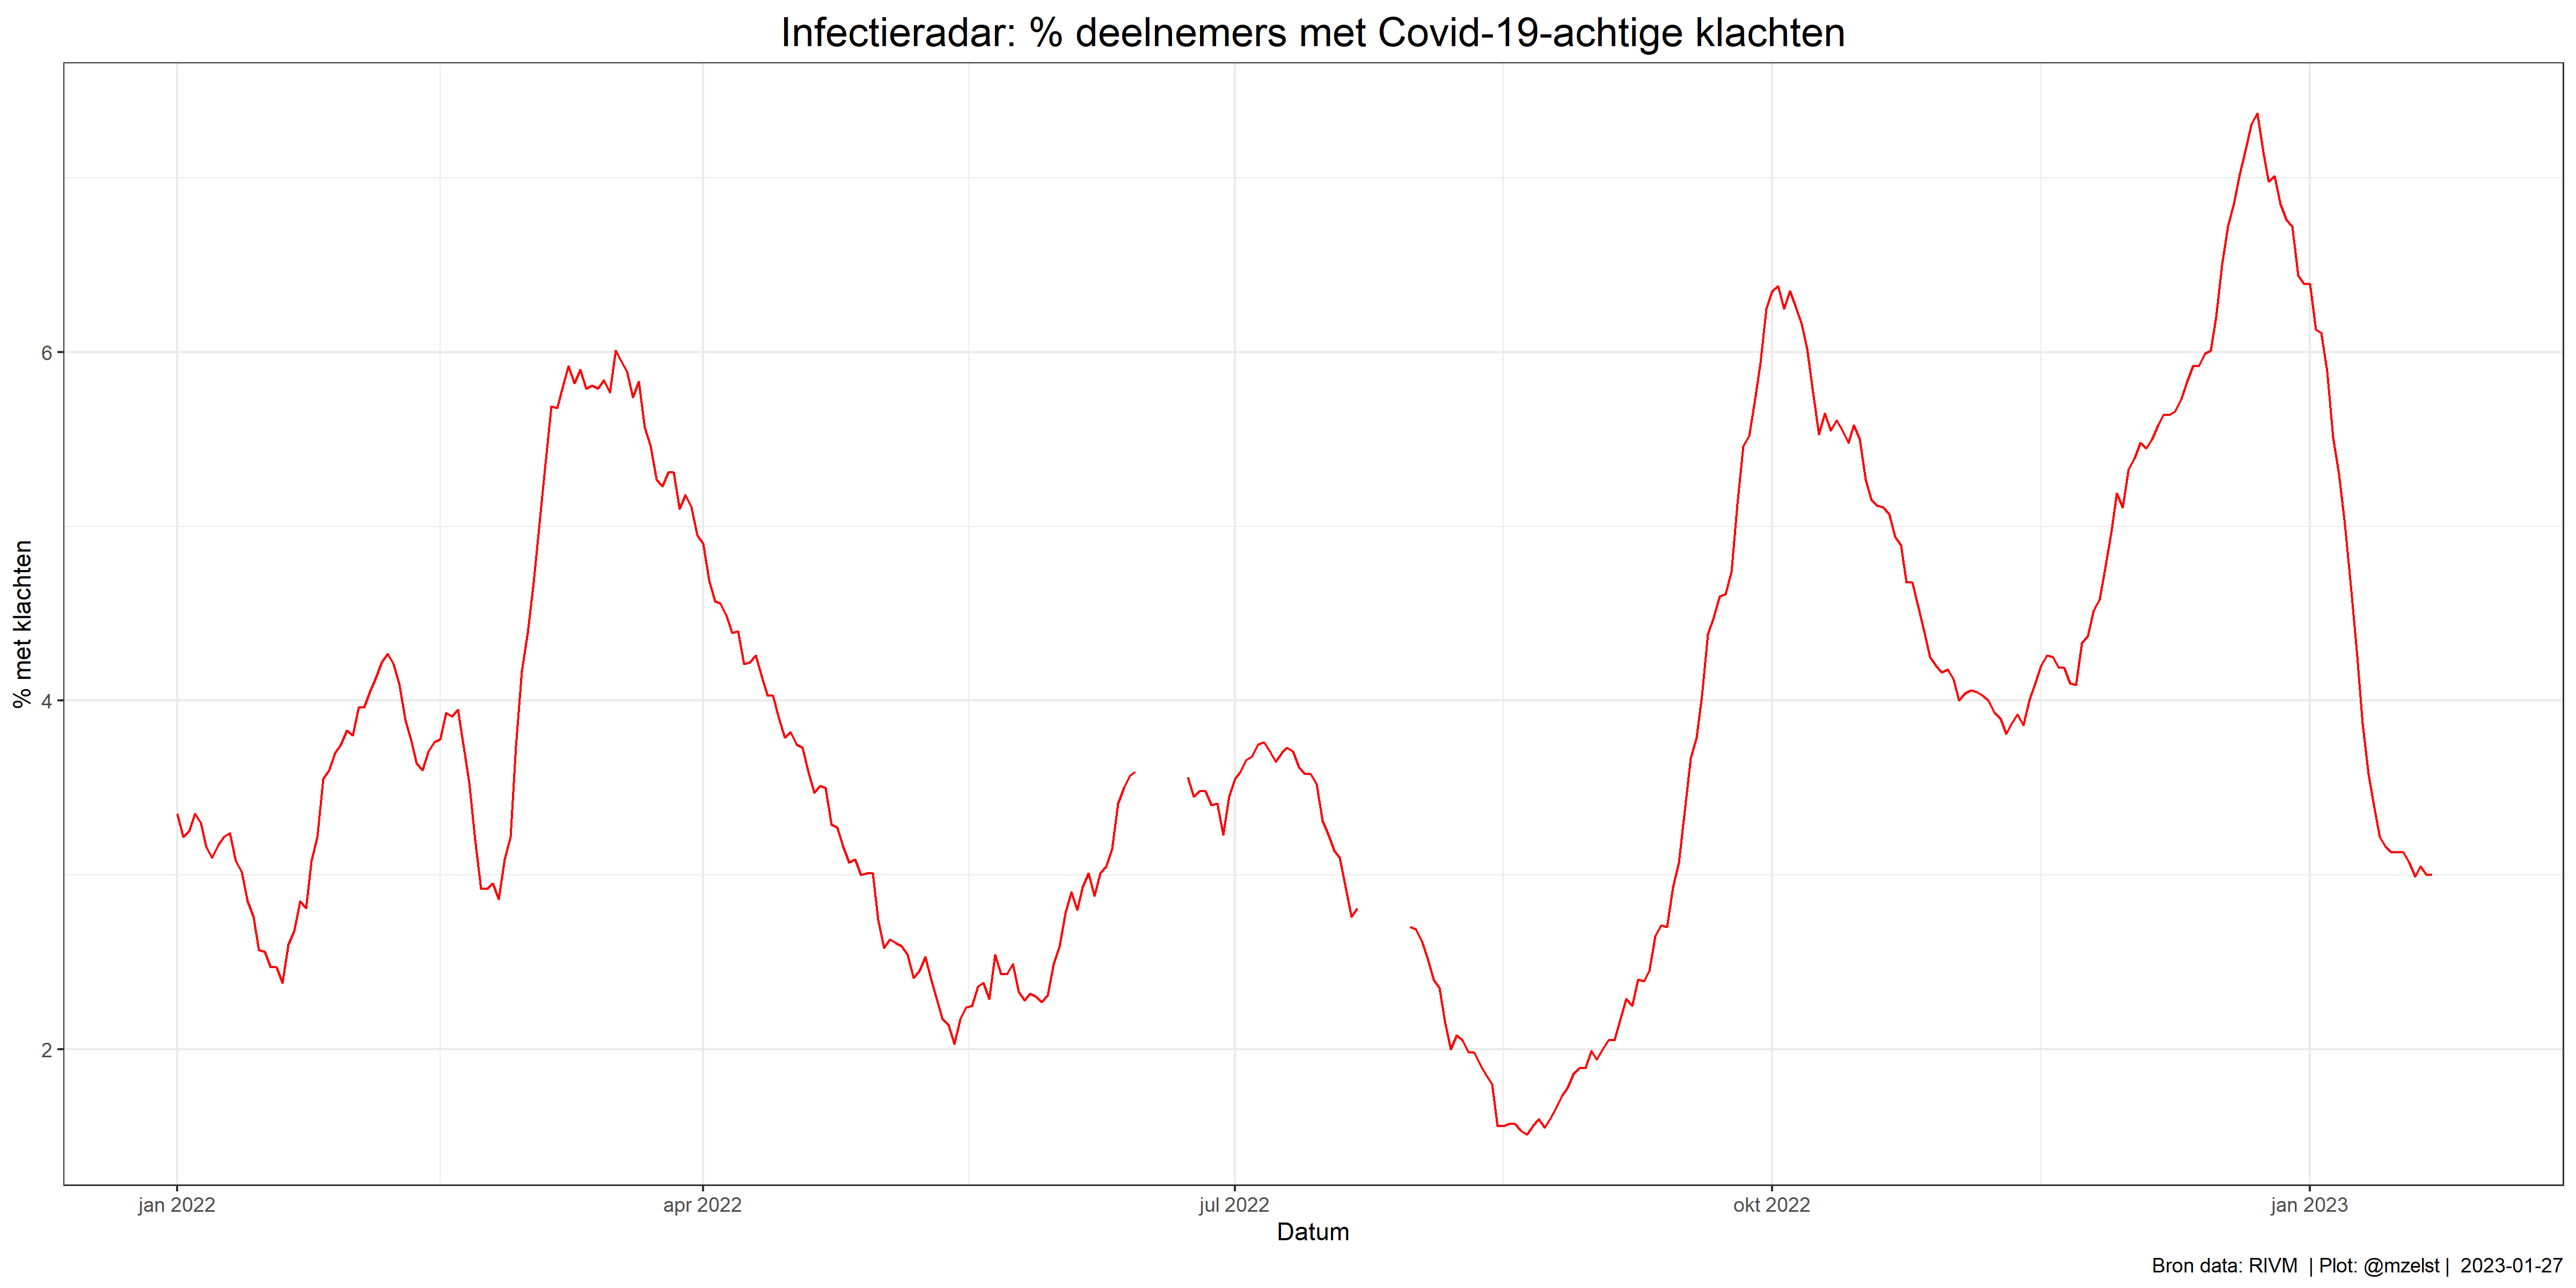 Infectieradar: % deelnemers met Covid-19-achtige klachten
% met klachten
6
4
2
jan 2022
apr 2022
jul 2022
okt 2022
jan 2023
Datum
Bron data: RIVM | Plot: @mzelst | 2023-01-27